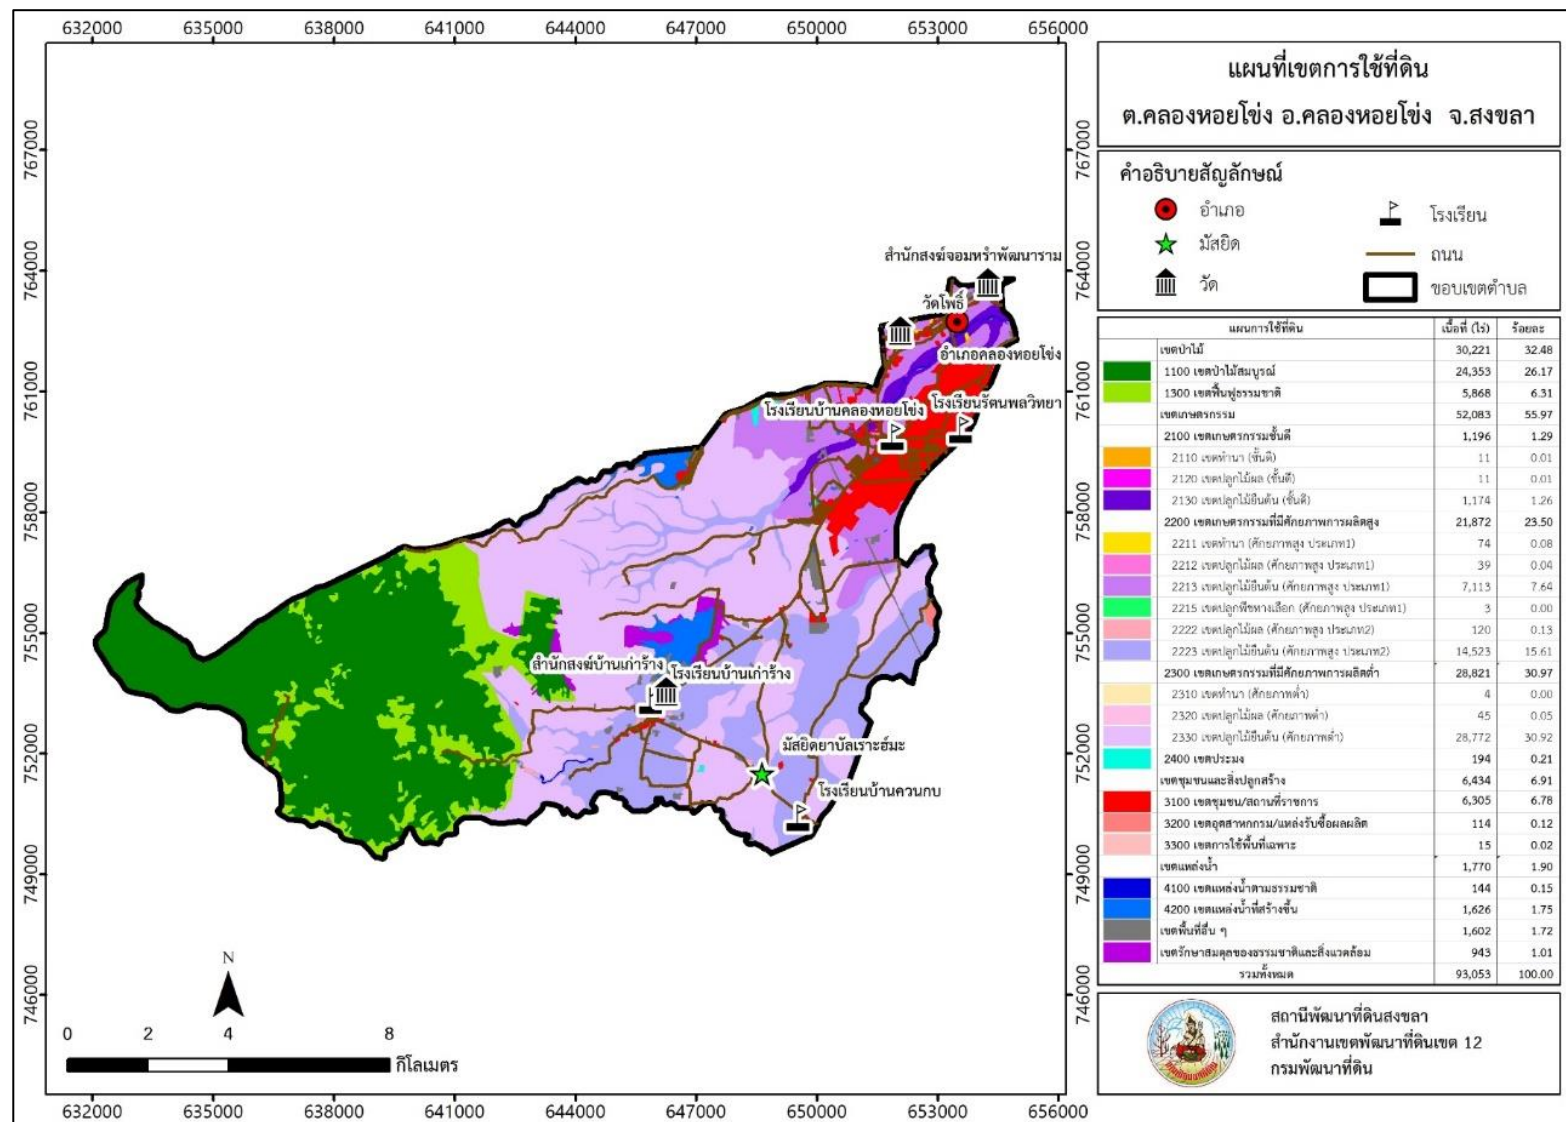 632000 635000 638000 641000 644000 647000 650000 653000 656000
767000 767000
764000 764000
761000 761000
758000 758000
755000 755000
752000 752000
749000 749000
746000 746000
สำนักสงฆ์จอมหรำพัฒนาราม
วัดโพธิ์
อำเภอคลองหอยโข่ง
โรงเรียนบ้านคลองหอยโข่ง
โรงเรียนรัตนพลวิทยา
สำนักสงฆ์บ้านเก่าร้าง
โรงเรียนบ้านเก่าร้าง
มัสยิดยาบัลเราะฮ์มะ
โรงเรียนบ้านควนกบ
N
0 2 4 8
กิโลเมตร
632000 635000 638000 641000 644000 647000 650000 653000 656000
แผนที่เขตการใช้ที่ดิน
ต.คลองหอยโข่ง อ.คลองหอยโข่ง จ.สงขลา
คำอธิบายสัญลักษณ์
อำเภอ โรงเรียน
มัสยิด ถนน
วัด ขอบเขตตำบล
แผนการใช้ที่ดิน เนื้อที่ (ไร่) ร้อยละ
เขตป่าไม้ 30,221 32.48
1100 เขตป่าไม้สมบูรณ์ 24,353 26.17
1300 เขตฟื้นฟูธรรมชาติ 5,868 6.31
เขตเกษตรกรรม 52,083 55.97
2100 เขตเกษตรกรรมชั้นดี 1,196 1.29
2110 เขตทำนา (ชั้นดี) 11 0.01
2120 เขตปลูกไม้ผล (ชั้นดี) 11 0.01
2130 เขตปลูกไม้ยืนต้น (ชั้นดี) 1,174 1.26
2200 เขตเกษตรกรรมที่มีศักยภาพการผลิตสูง 21,872 23.50
2211 เขตทำนา (ศักยภาพสูง ประเภท1) 74 0.08
2212 เขตปลูกไม้ผล (ศักยภาพสูง ประเภท1) 39 0.04
2213 เขตปลูกไม้ยืนต้น (ศักยภาพสูง ประเภท1) 7,113 7.64
2215 เขตปลูกพืชทางเลือก (ศักยภาพสูง ประเภท1) 3 0.00
2222 เขตปลูกไม้ผล (ศักยภาพสูง ประเภท2) 120 0.13
2223 เขตปลูกไม้ยืนต้น (ศักยภาพสูง ประเภท2) 14,523 15.61
2300 เขตเกษตรกรรมที่มีศักยภาพการผลิตต่ำ 28,821 30.97
2310 เขตทำนา (ศักยภาพต่ำ) 4 0.00
2320 เขตปลูกไม้ผล (ศักยภาพต่ำ) 45 0.05
2330 เขตปลูกไม้ยืนต้น (ศักยภาพต่ำ) 28,772 30.92
2400 เขตประมง 194 0.21
เขตชุมชนและสิ่งปลูกสร้าง 6,434 6.91
3100 เขตชุมชน/สถานที่ราชการ 6,305 6.78
3200 เขตอุตสาหกรรม/แหล่งรับซื้อผลผลิต 114 0.12
3300 เขตการใช้พื้นที่เฉพาะ 15 0.02
เขตแหล่งน้ำ 1,770 1.90
4100 เขตแหล่งน้ำตามธรรมชาติ 144 0.15
4200 เขตแหล่งน้ำที่สร้างขึ้น 1,626 1.75
เขตพื้นที่อื่น ๆ 1,602 1.72
เขตรักษาสมดุลของธรรมชาติและสิ่งแวดล้อม 943 1.01
รวมทั้งหมด 93,053 100.00
สถานีพัฒนาที่ดินสงขลา
สำนักงานเขตพัฒนาที่ดินเขต 12
กรมพัฒนาที่ดิน